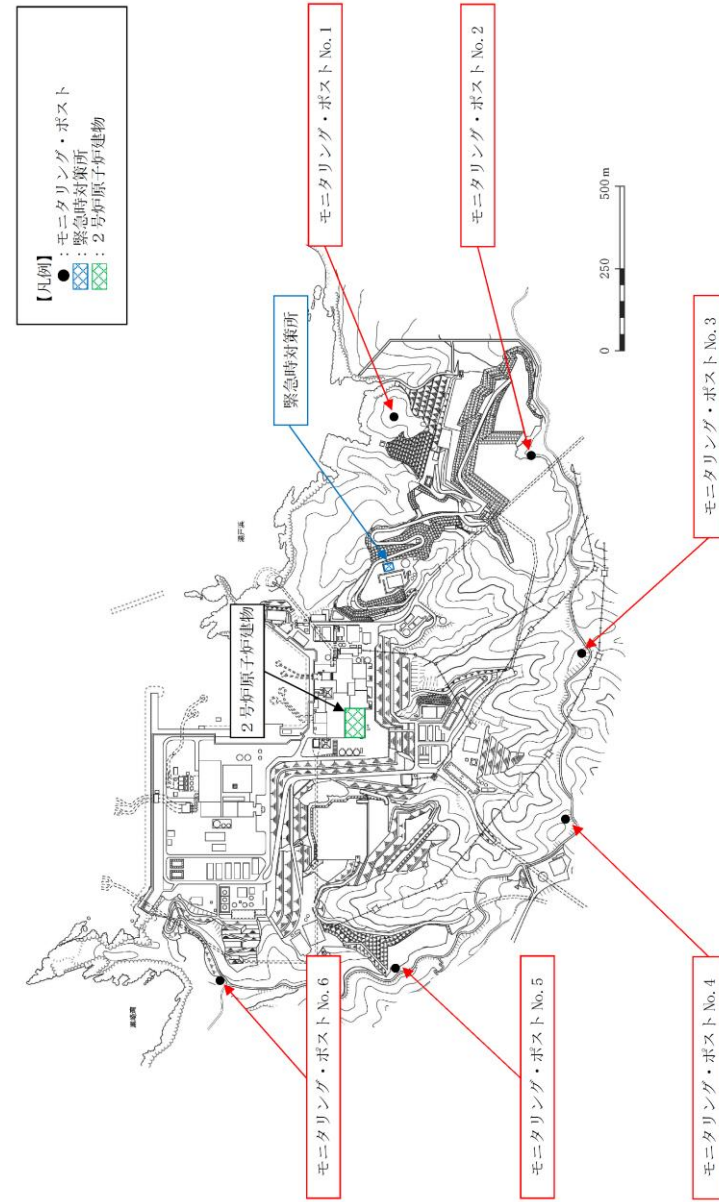 【凡例】
●：モニタリング・ポスト
：緊急時対策所
：２号炉原子炉建物
モニタリング・ポスト No.1
モニタリング・ポスト No.2
モニタリング・ポスト No.3
モニタリング・ポスト No.4
モニタリング・ポスト No.5
モニタリング・ポスト No.6
緊急時対策所
２号炉原子炉建物
0
250
500m